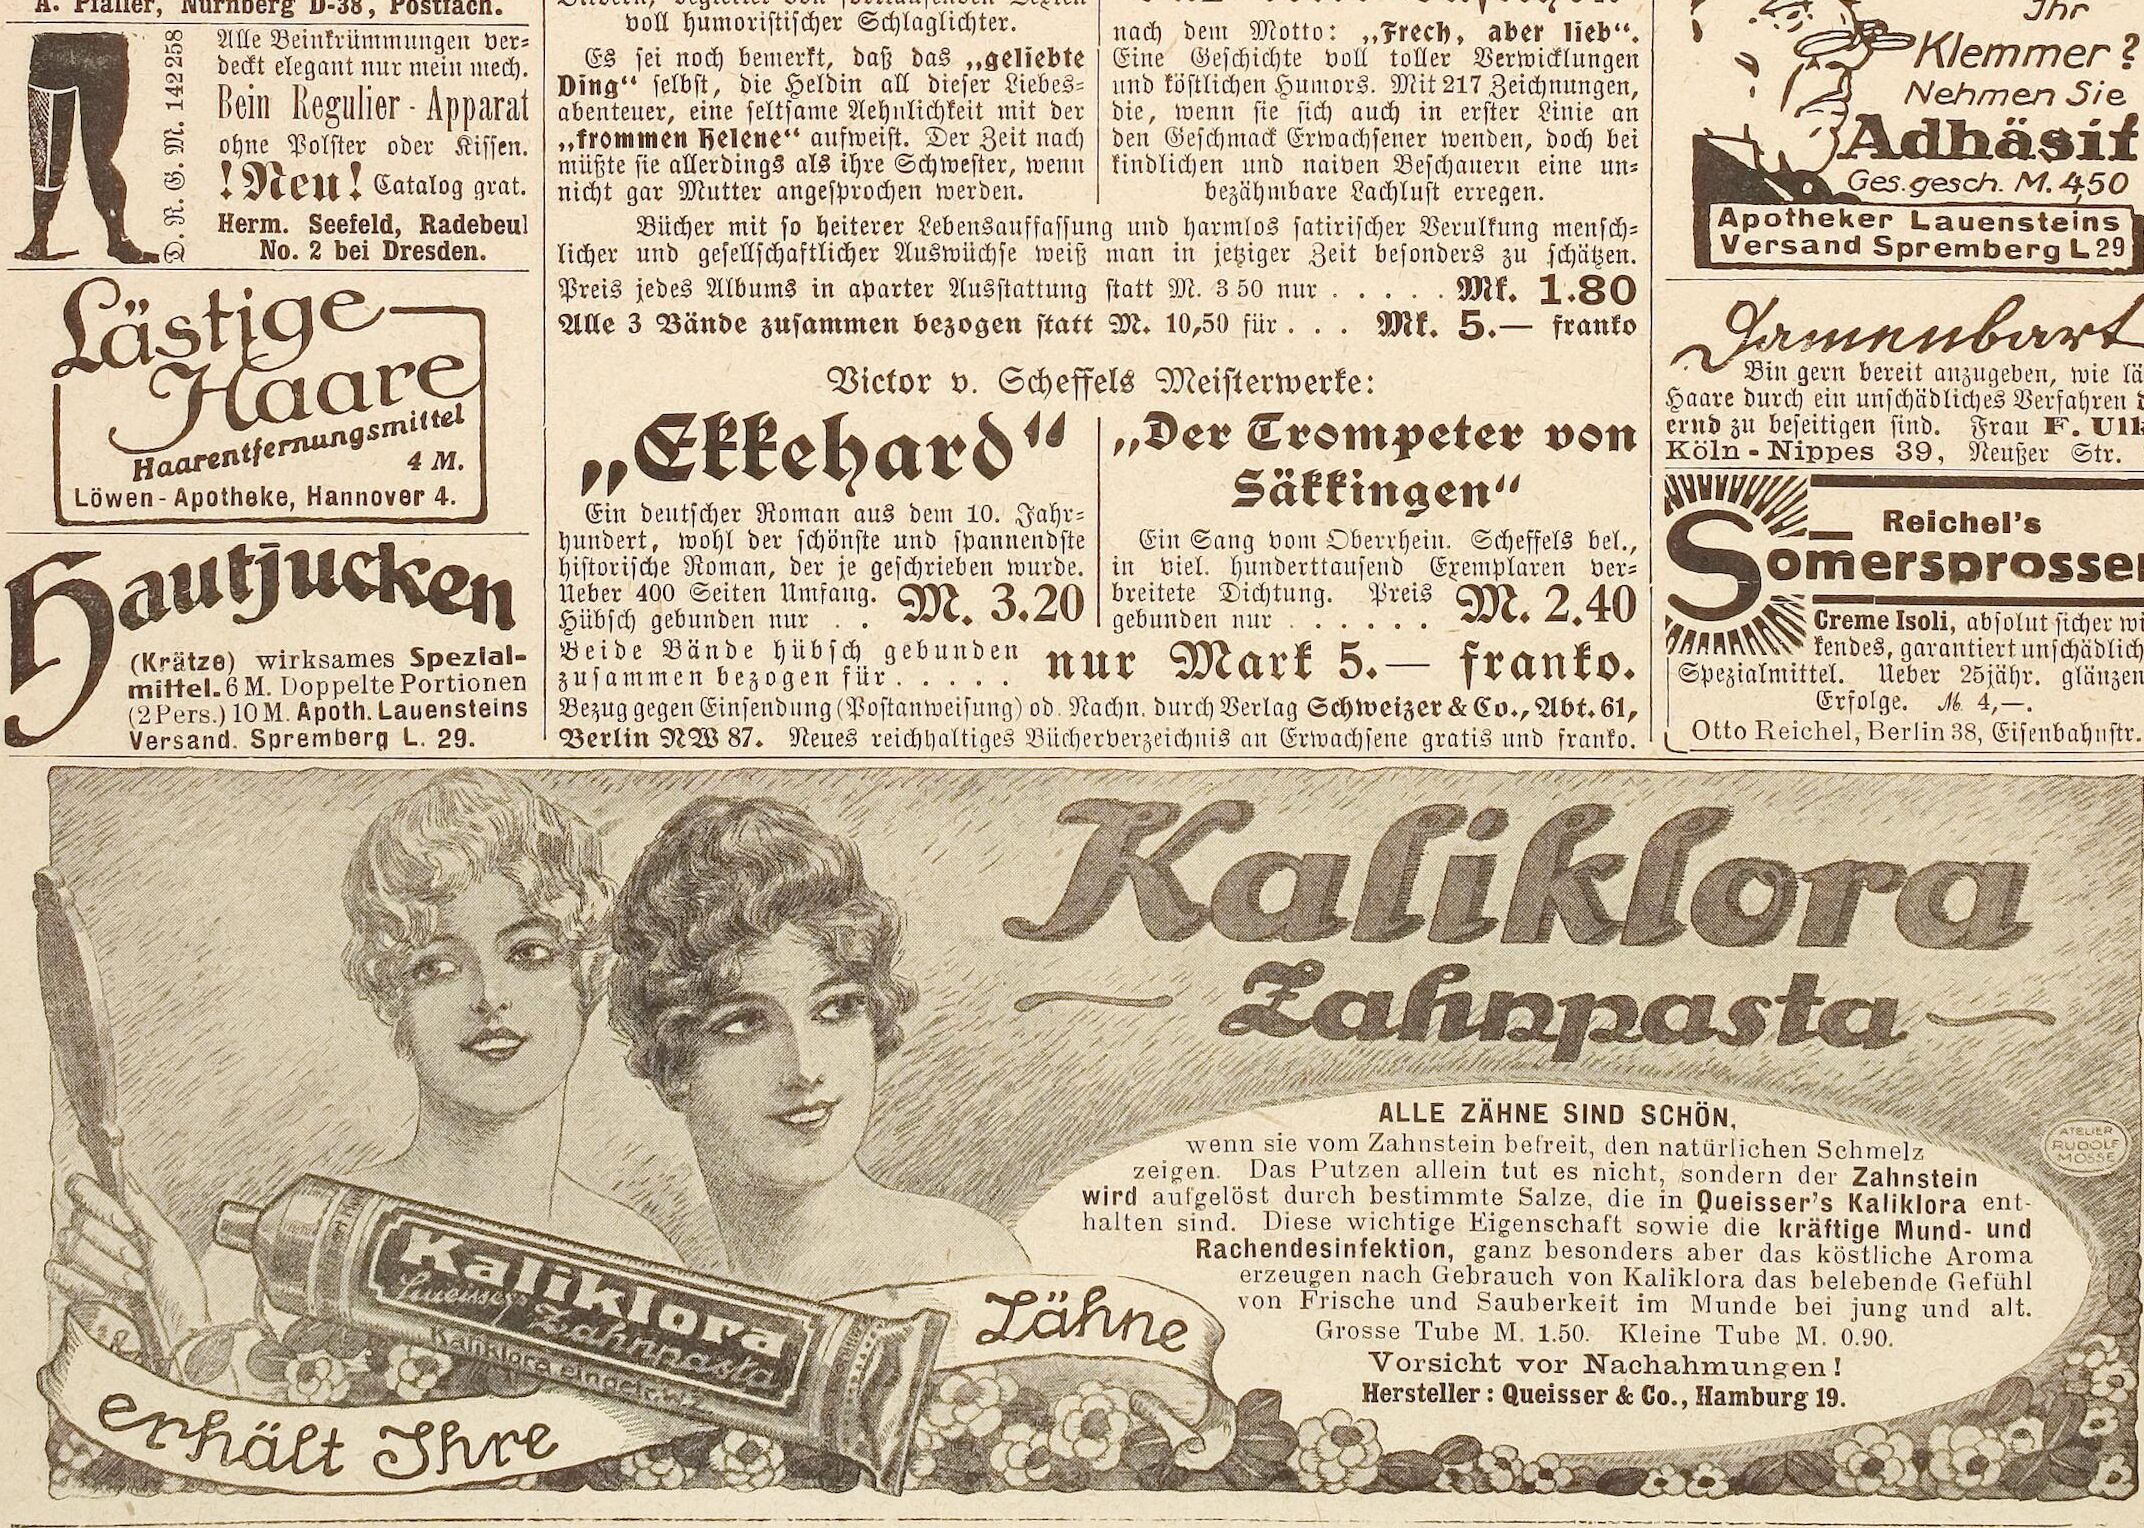 A. Pfaller, Nürnberg D-38, Postfach.
Alle Beinkrümmungen ver=
deckt elegant nur mein mech.
Bein Regulier - Apparat
ohne Polster oder Kissen.
!Neu! Catalog grat.
Herm. Seefeld, Radebeul
No. 2 bei Dresden.
D. R. G. M. 142258
Lästige
Haare
Haarentfernungsmittel
4 M.
Löwen-Apotheke, Hannover 4.
Hautjucken
(Krätze) wirksames Spezial-
mittel. 6 M. Doppelte Portionen
(2 Pers.) 10 M. Apoth. Lauensteins
Versand. Spremberg L. 29.
voll humoristischer Schlaglichter.
Es sei noch bemerkt, daß das „geliebte
Ding“ selbst, die Heldin all dieser Liebes=
abenteuer, eine seltsame Aehnlichkeit mit der
„frommen Helene“ aufweist. Der Zeit nach
müßte sie allerdings als ihre Schwester, wenn
nicht gar Mutter angesprochen werden.
nach dem Motto: „Frech, aber lieb“.
Eine Geschichte voll toller Verwicklungen
und köstlichen Humors. Mit 217 Zeichnungen,
die, wenn sie sich auch in erster Linie an
den Geschmack Erwachsener wenden, doch bei
kindlichen und naiven Beschauern eine un=
bezähmbare Lachlust erregen.
Bücher mit so heiterer Lebensauffassung und harmlos satirischer Verulkung mensch=
licher und gesellschaftlicher Auswüchse weiß man in jetziger Zeit besonders zu schätzen.
Preis jedes Albums in aparter Ausstattung statt M. 3 50 nur . . . . . Mk. 1.80
Alle 3 Bände zusammen bezogen statt M. 10,50 für . . . Mk. 5.— franko
Victor v. Scheffels Meisterwerke:
„Ekkehard“
Ein deutscher Roman aus dem 10. Jahr=
hundert, wohl der schönste und spannendste
historische Roman, der je geschrieben wurde.
Ueber 400 Seiten Umfang. M. 3.20
Hübsch gebunden nur . .
„Der Trompeter von
Säkkingen“
Ein Sang vom Oberrhein. Scheffels bel.,
in viel. hunderttausend Exemplaren ver=
breitete Dichtung. Preis M. 2.40
gebunden nur . . . . . .
Beide Bände hübsch gebunden
zusammen bezogen für . . . . . nur Mark 5.— franko.
Bezug gegen Einsendung (Postanweisung) od. Nachn. durch Verlag Schweizer & Co., Abt. 61,
Berlin NW 87. Neues reichhaltiges Bücherverzeichnis an Erwachsene gratis und franko.
Ihr
Klemmer?
Nehmen Sie
Adhäsit
Ges. gesch. M. 4,50
Apotheker Lauensteins
Versand Spremberg L 29
Damenbart
Bin gern bereit anzugeben, wie lä
Haare durch ein unschädliches Verfahren d
ernd zu beseitigen sind. Frau F. Ulk
Köln-Nippes 39, Neußer Str.
Reichel's
Somersprossen
Creme Isoli, absolut sicher wi
kendes, garantiert unschädlich
Spezialmittel. Ueber 25jähr. glänzen
Erfolge. M. 4,—.
Otto Reichel, Berlin 38, Eisenbahnstr.
Kaliklora
Zahnpasta
ALLE ZÄHNE SIND SCHÖN,
wenn sie vom Zahnstein befreit, den natürlichen Schmelz
zeigen. Das Putzen allein tut es nicht, sondern der Zahnstein
wird aufgelöst durch bestimmte Salze, die in Queisser's Kaliklora ent-
halten sind. Diese wichtige Eigenschaft sowie die kräftige Mund- und
Rachendesinfektion, ganz besonders aber das köstliche Aroma
erzeugen nach Gebrauch von Kaliklora das belebende Gefühl
von Frische und Sauberkeit im Munde bei jung und alt.
Grosse Tube M. 1.50. Kleine Tube M. 0.90.
Vorsicht vor Nachahmungen!
Hersteller: Queisser & Co., Hamburg 19.
ATELIER
RUDOLF
MOSSE
Kaliklora
Queisser's Zahnpasta
erhält Ihre
Zähne